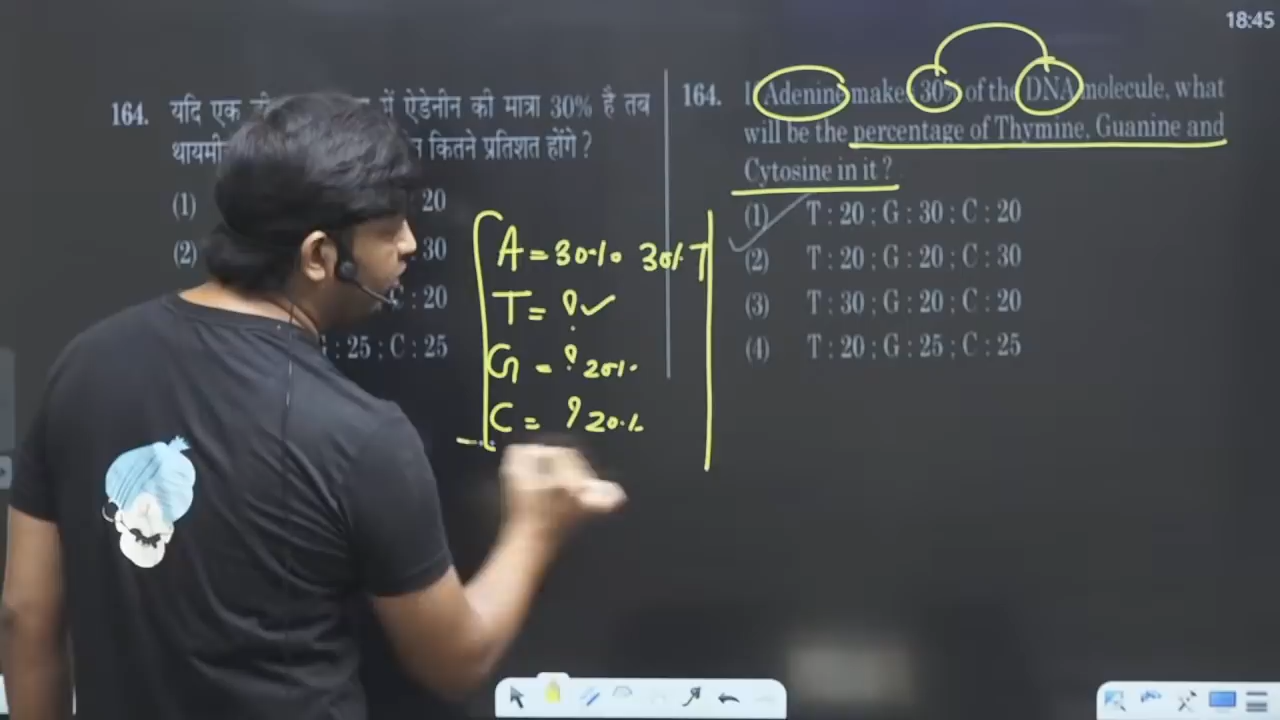 18:45
164. यदि एक में ऐडेनीन की मात्रा 30% है तब
कितने प्रतिशत होंगे ?
(1) 20
(2) 30
C : 20
: 25 ; C : 25
A = 30% 30% T
T = ? ✓
G = ? 20%
C = ? 20%
164. Adenine makes 30% of the DNA molecule, what
will be the percentage of Thymine, Guanine and
Cytosine in it ?
(1) T : 20 ; G : 30 ; C : 20
(2) T : 20 ; G : 20 ; C : 30
(3) T : 30 ; G : 20 ; C : 20
(4) T : 20 ; G : 25 ; C : 25